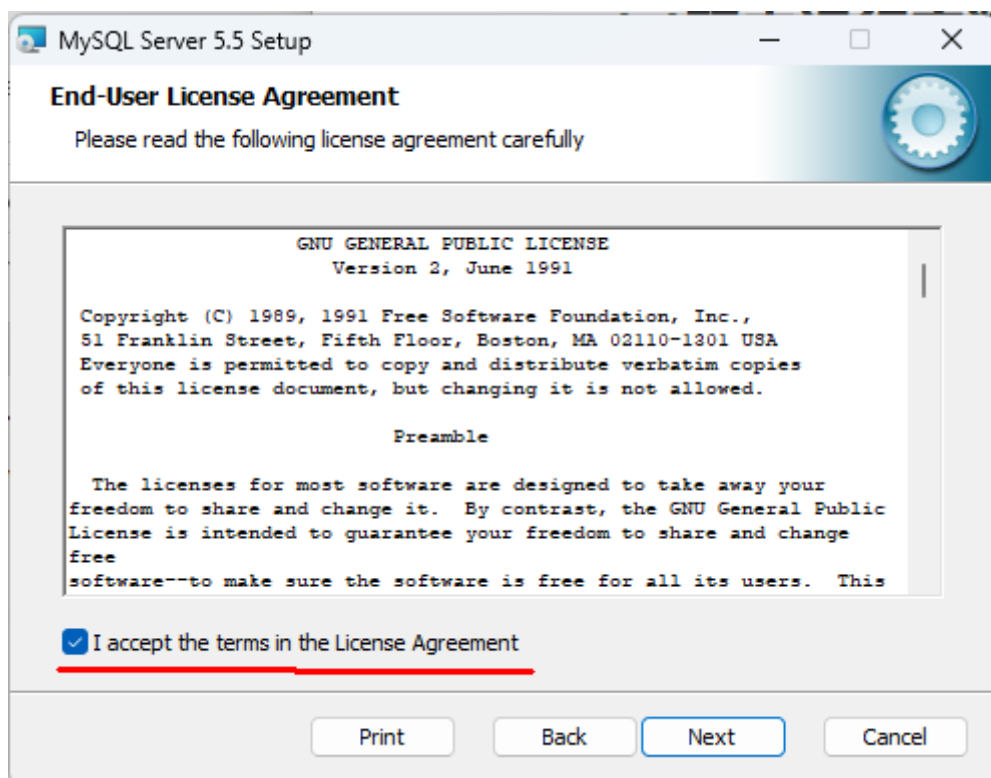 MySQL Server 5.5 Setup
End-User License Agreement
Please read the following license agreement carefully
GNU GENERAL PUBLIC LICENSE
Version 2, June 1991
Copyright (C) 1989, 1991 Free Software Foundation, Inc.,
51 Franklin Street, Fifth Floor, Boston, MA 02110-1301 USA
Everyone is permitted to copy and distribute verbatim copies
of this license document, but changing it is not allowed.
Preamble
The licenses for most software are designed to take away your
freedom to share and change it.  By contrast, the GNU General Public
License is intended to guarantee your freedom to share and change
free
software--to make sure the software is free for all its users.  This
I accept the terms in the License Agreement
Print Back Next Cancel